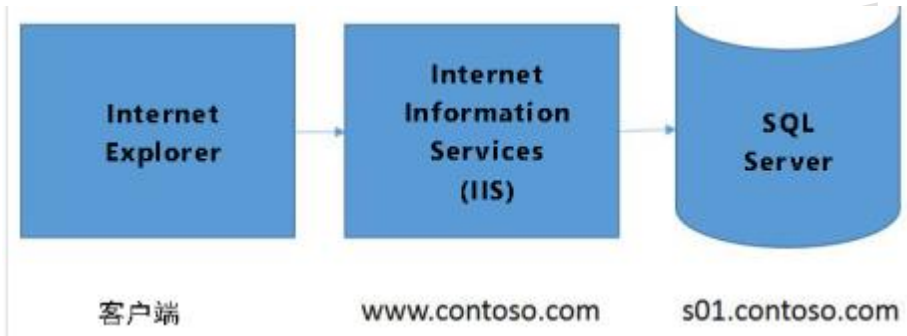 Internet
Explorer
Internet
Information
Services
(IIS)
SQL
Server
客户端
www.contoso.com
s01.contoso.com